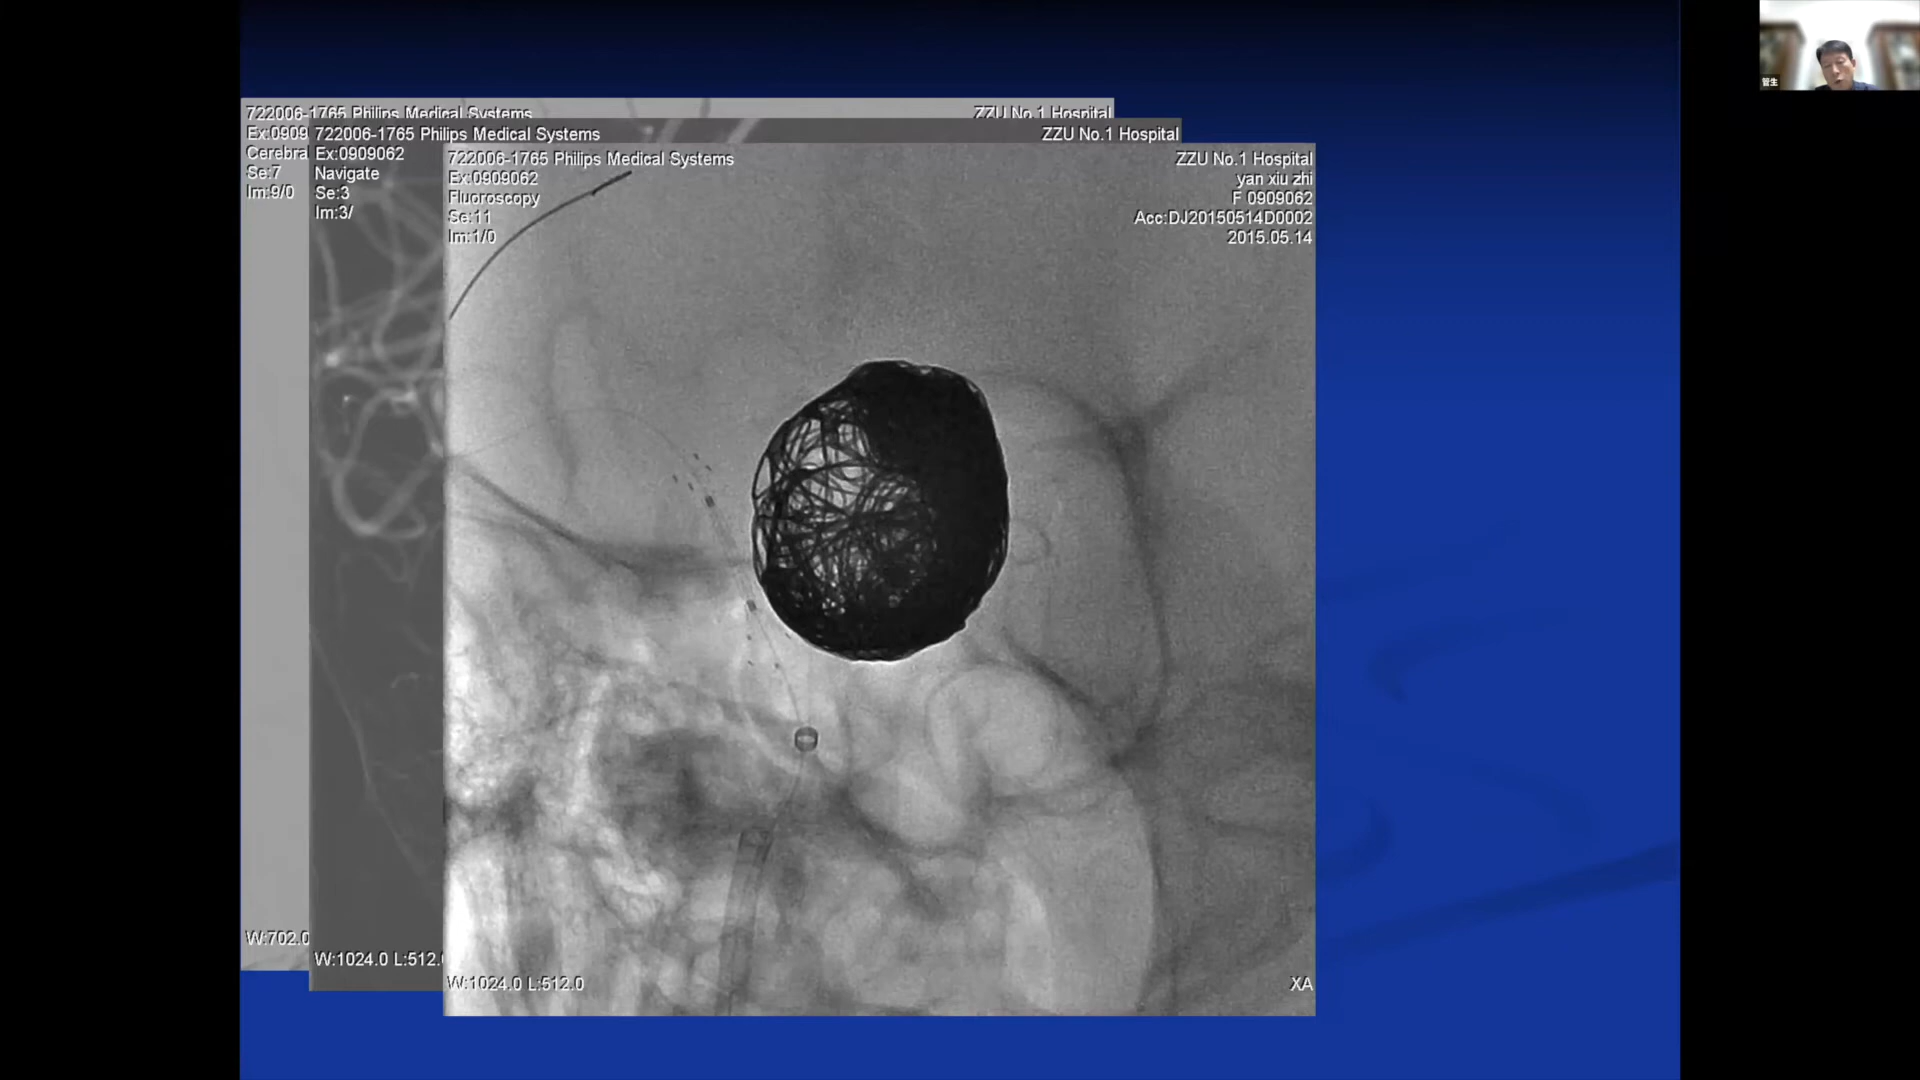 722006-1765 Philips Medical Systems
ZZU No.1 Hospital
Ex:0909
Cerebra
Se:7
Im:9/0
W:702.0
722006-1765 Philips Medical Systems
ZZU No.1 Hospital
Ex:0909062
Navigate
Se:3
Im:3/
W:1024.0 L:512.
722006-1765 Philips Medical Systems
ZZU No.1 Hospital
Ex:0909062
yan xiu zhi
Fluoroscopy
F 0909062
Se:11
Acc:DJ20150514D0002
Im:1/0
2015.05.14
W:1024.0 L:512.0
XA